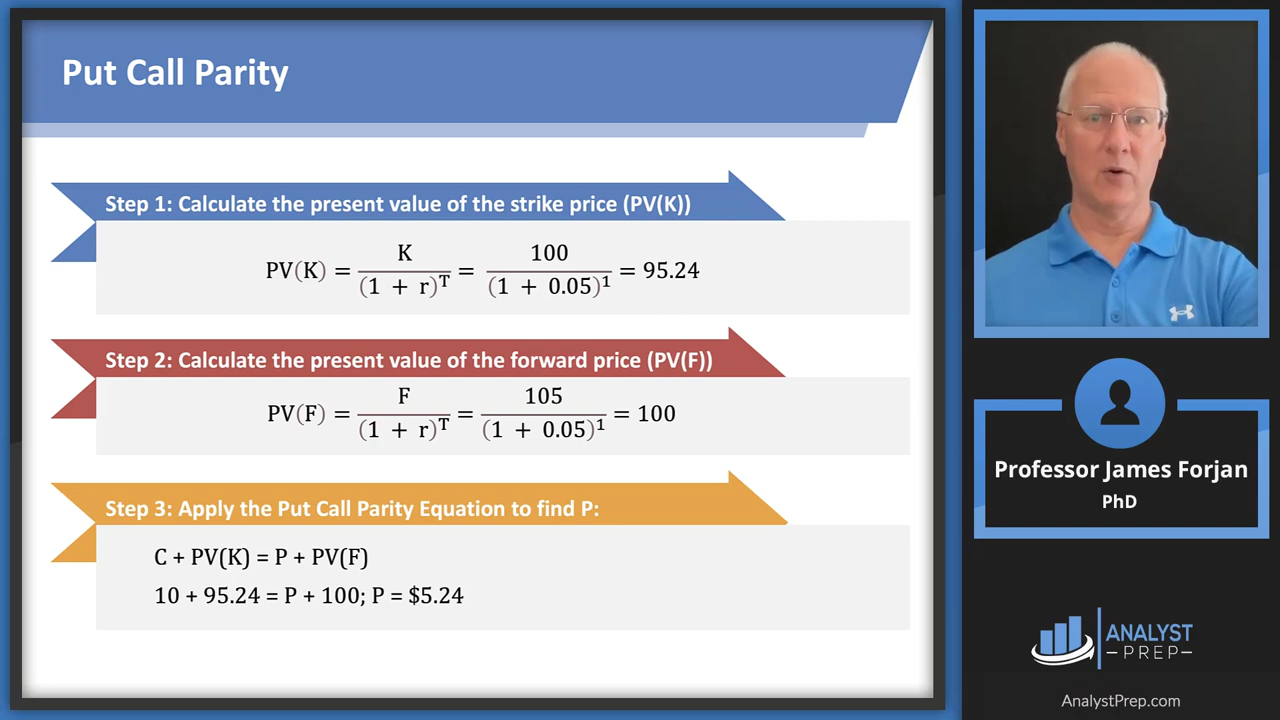 Put Call Parity
Step 1: Calculate the present value of the strike price (PV(K))
PV(K) = K/(1 + r)^T = 100/(1 + 0.05)^1 = 95.24
Step 2: Calculate the present value of the forward price (PV(F))
PV(F) = F/(1 + r)^T = 105/(1 + 0.05)^1 = 100
Step 3: Apply the Put Call Parity Equation to find P:
C + PV(K) = P + PV(F)
10 + 95.24 = P + 100; P = $5.24
Professor James Forjan
PhD
ANALYST
PREP
AnalystPrep.com